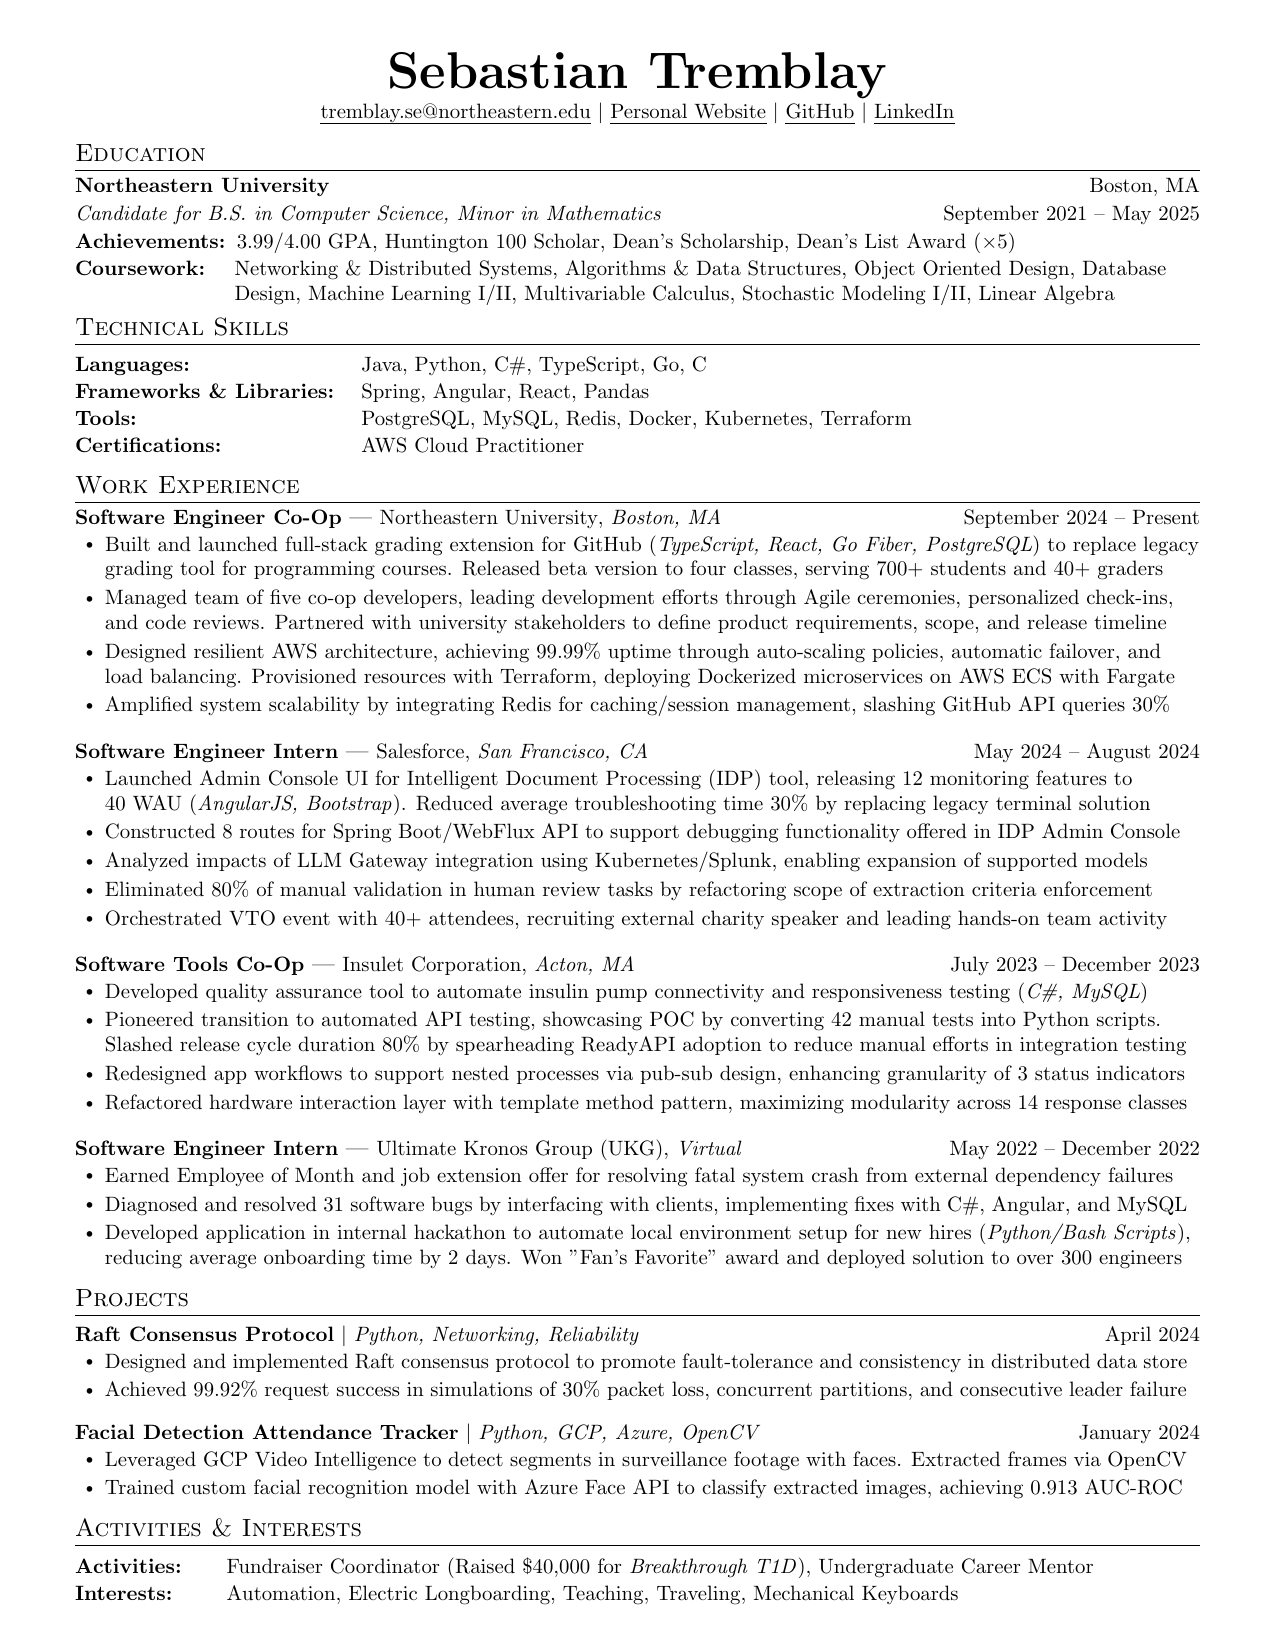 Sebastian Tremblay
tremblay.se@northeastern.edu | Personal Website | GitHub | LinkedIn
Education
Northeastern University Boston, MA
Candidate for B.S. in Computer Science, Minor in Mathematics September 2021 – May 2025
Achievements: 3.99/4.00 GPA, Huntington 100 Scholar, Dean's Scholarship, Dean's List Award (×5)
Coursework: Networking & Distributed Systems, Algorithms & Data Structures, Object Oriented Design, Database
Design, Machine Learning I/II, Multivariable Calculus, Stochastic Modeling I/II, Linear Algebra
Technical Skills
Languages: Java, Python, C#, TypeScript, Go, C
Frameworks & Libraries: Spring, Angular, React, Pandas
Tools: PostgreSQL, MySQL, Redis, Docker, Kubernetes, Terraform
Certifications: AWS Cloud Practitioner
Work Experience
Software Engineer Co-Op — Northeastern University, Boston, MA September 2024 – Present
• Built and launched full-stack grading extension for GitHub (TypeScript, React, Go Fiber, PostgreSQL) to replace legacy
grading tool for programming courses. Released beta version to four classes, serving 700+ students and 40+ graders
• Managed team of five co-op developers, leading development efforts through Agile ceremonies, personalized check-ins,
and code reviews. Partnered with university stakeholders to define product requirements, scope, and release timeline
• Designed resilient AWS architecture, achieving 99.99% uptime through auto-scaling policies, automatic failover, and
load balancing. Provisioned resources with Terraform, deploying Dockerized microservices on AWS ECS with Fargate
• Amplified system scalability by integrating Redis for caching/session management, slashing GitHub API queries 30%
Software Engineer Intern — Salesforce, San Francisco, CA May 2024 – August 2024
• Launched Admin Console UI for Intelligent Document Processing (IDP) tool, releasing 12 monitoring features to
40 WAU (AngularJS, Bootstrap). Reduced average troubleshooting time 30% by replacing legacy terminal solution
• Constructed 8 routes for Spring Boot/WebFlux API to support debugging functionality offered in IDP Admin Console
• Analyzed impacts of LLM Gateway integration using Kubernetes/Splunk, enabling expansion of supported models
• Eliminated 80% of manual validation in human review tasks by refactoring scope of extraction criteria enforcement
• Orchestrated VTO event with 40+ attendees, recruiting external charity speaker and leading hands-on team activity
Software Tools Co-Op — Insulet Corporation, Acton, MA July 2023 – December 2023
• Developed quality assurance tool to automate insulin pump connectivity and responsiveness testing (C#, MySQL)
• Pioneered transition to automated API testing, showcasing POC by converting 42 manual tests into Python scripts.
Slashed release cycle duration 80% by spearheading ReadyAPI adoption to reduce manual efforts in integration testing
• Redesigned app workflows to support nested processes via pub-sub design, enhancing granularity of 3 status indicators
• Refactored hardware interaction layer with template method pattern, maximizing modularity across 14 response classes
Software Engineer Intern — Ultimate Kronos Group (UKG), Virtual May 2022 – December 2022
• Earned Employee of Month and job extension offer for resolving fatal system crash from external dependency failures
• Diagnosed and resolved 31 software bugs by interfacing with clients, implementing fixes with C#, Angular, and MySQL
• Developed application in internal hackathon to automate local environment setup for new hires (Python/Bash Scripts),
reducing average onboarding time by 2 days. Won ”Fan's Favorite” award and deployed solution to over 300 engineers
Projects
Raft Consensus Protocol | Python, Networking, Reliability April 2024
• Designed and implemented Raft consensus protocol to promote fault-tolerance and consistency in distributed data store
• Achieved 99.92% request success in simulations of 30% packet loss, concurrent partitions, and consecutive leader failure
Facial Detection Attendance Tracker | Python, GCP, Azure, OpenCV January 2024
• Leveraged GCP Video Intelligence to detect segments in surveillance footage with faces. Extracted frames via OpenCV
• Trained custom facial recognition model with Azure Face API to classify extracted images, achieving 0.913 AUC-ROC
Activities & Interests
Activities: Fundraiser Coordinator (Raised $40,000 for Breakthrough T1D), Undergraduate Career Mentor
Interests: Automation, Electric Longboarding, Teaching, Traveling, Mechanical Keyboards